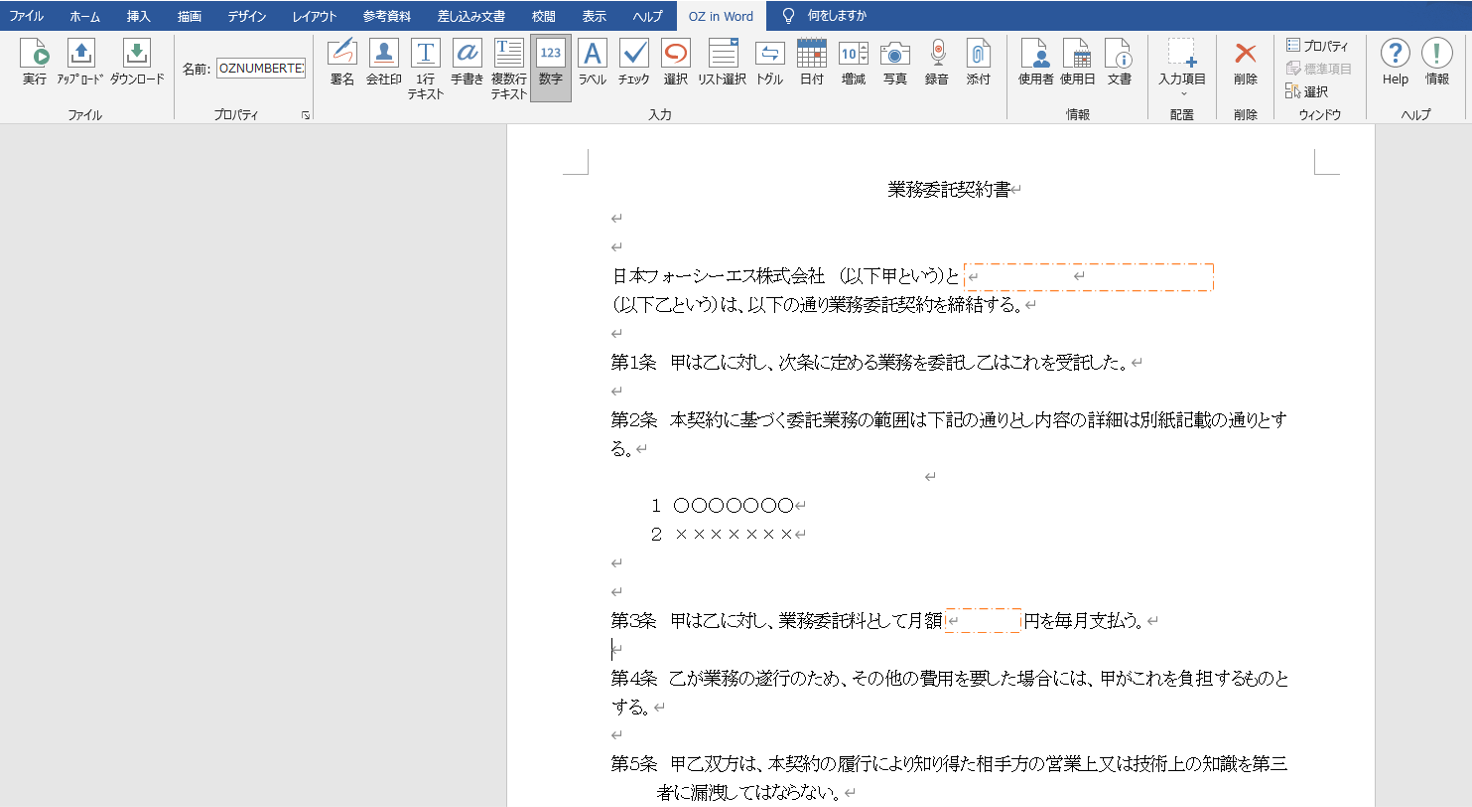 ファイル ホーム 挿入 描画 デザイン レイアウト 参考資料 差し込み文書 校閲 表示 ヘルプ OZ in Word 何をしますか
実行 アップロード ダウンロード
ファイル
名前: OZNUMBERTE
プロパティ
署名 会社印 1行テキスト 手書き 複数行テキスト 数字 ラベル チェック 選択 リスト選択 トグル 日付 増減 写真 録音 添付
入力
使用者 使用日 文書
情報
入力項目
配置
削除
削除
プロパティ
標準項目
選択
ウィンドウ
Help 情報
ヘルプ
業務委託契約書
日本フォーシーエス株式会社 (以下甲という)と
(以下乙という)は、以下の通り業務委託契約を締結する。
第1条 甲は乙に対し、次条に定める業務を委託し乙はこれを受託した。
第2条 本契約に基づく委託業務の範囲は下記の通りとし内容の詳細は別紙記載の通りとす
る。
1 〇〇〇〇〇〇〇
2 ×××××××
第3条 甲は乙に対し、業務委託料として月額 円を毎月支払う。
第4条 乙が業務の遂行のため、その他の費用を要した場合には、甲がこれを負担するものと
する。
第5条 甲乙双方は、本契約の履行により知り得た相手方の営業上又は技術上の知識を第三
者に漏洩してはならない。